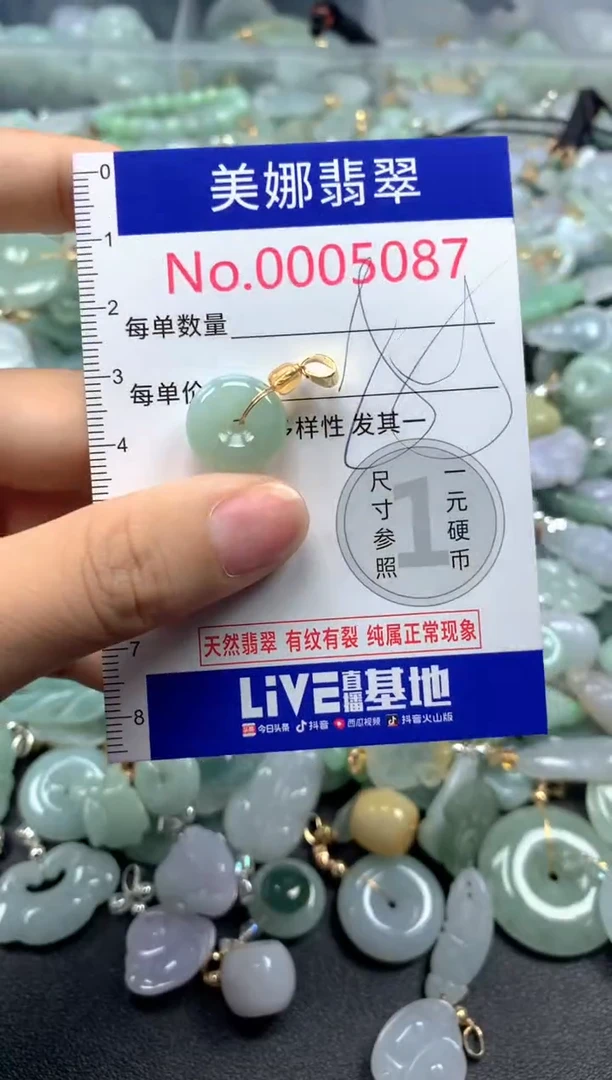 美娜翡翠
0
No.0005087
1
2
每单数量
3
每单价
多样性 发其一
4
尺寸参照
1
一元硬币
天然翡翠 有纹有裂 纯属正常现象
7
LiVE直播基地
今日头条 抖音 西瓜视频 抖音火山版
8